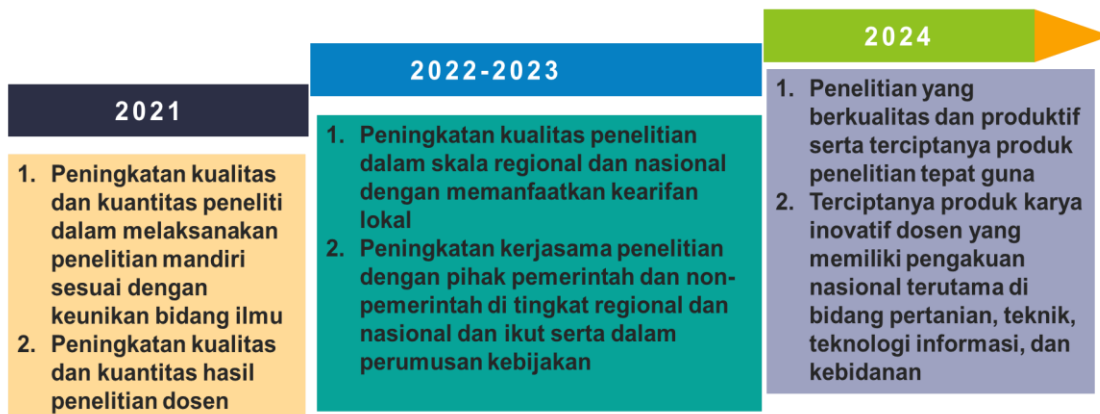 2021
1. Peningkatan kualitas
dan kuantitas peneliti
dalam melaksanakan
penelitian mandiri
sesuai dengan
keunikan bidang ilmu
2. Peningkatan kualitas
dan kuantitas hasil
penelitian dosen
2022-2023
1. Peningkatan kualitas penelitian
dalam skala regional dan nasional
dengan memanfaatkan kearifan
lokal
2. Peningkatan kerjasama penelitian
dengan pihak pemerintah dan non-
pemerintah di tingkat regional dan
nasional dan ikut serta dalam
perumusan kebijakan
2024
1. Penelitian yang
berkualitas dan produktif
serta terciptanya produk
penelitian tepat guna
2. Terciptanya produk karya
inovatif dosen yang
memiliki pengakuan
nasional terutama di
bidang pertanian, teknik,
teknologi informasi, dan
kebidanan